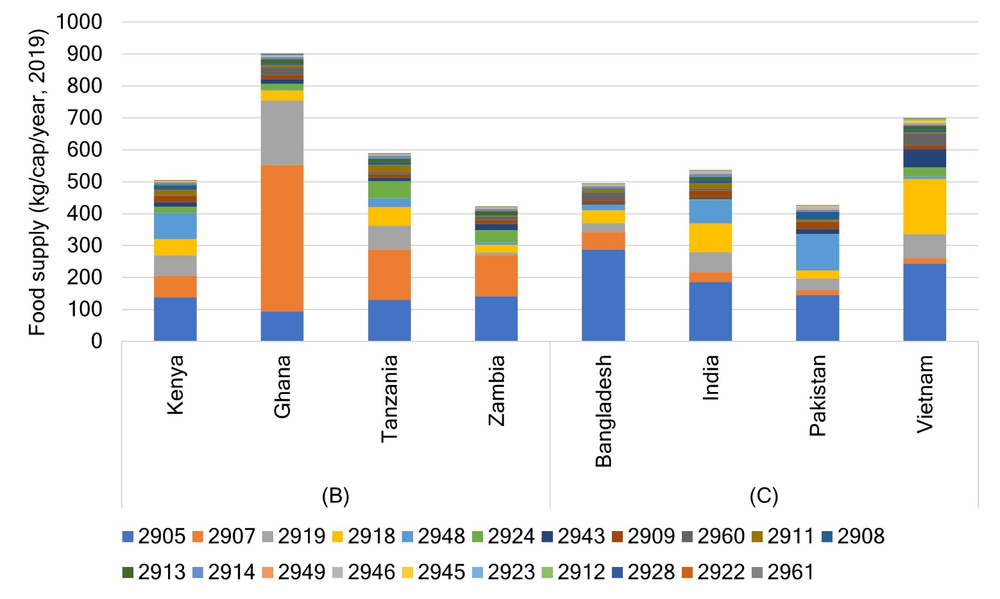 Food supply (kg/cap/year, 2019)
1000
900
800
700
600
500
400
300
200
100
0
Kenya
Ghana
Tanzania
Zambia
Bangladesh
India
Pakistan
Vietnam
(B)
(C)
2905 2907 2919 2918 2948 2924 2943 2909 2960 2911 2908
2913 2914 2949 2946 2945 2923 2912 2928 2922 2961